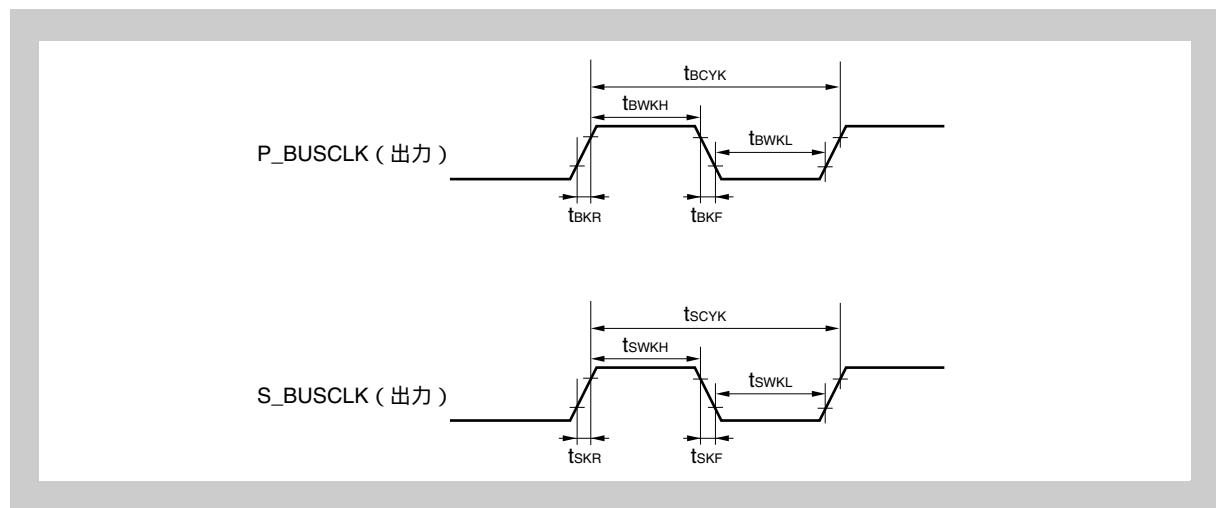 tBCYK
tBWKH
tBWKL
P_BUSCLK（出力）
tBKR
tBKF
tSCYK
tSWKH
tSWKL
S_BUSCLK（出力）
tSKR
tSKF